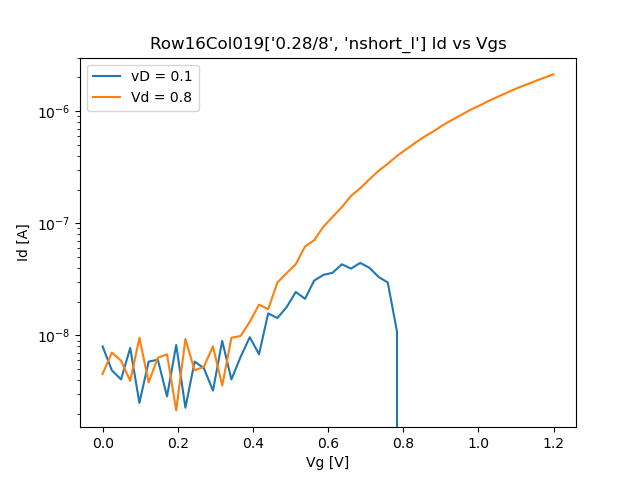 Row16Col019['0.28/8', 'nshort_l'] Id vs Vgs
vD = 0.1
Vd = 0.8
Id [A]
10⁻⁶
10⁻⁷
10⁻⁸
0.0 0.2 0.4 0.6 0.8 1.0 1.2
Vg [V]